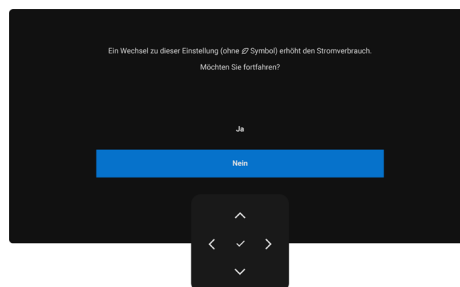 Ein Wechsel zu dieser Einstellung (ohne Symbol) erhöht den Stromverbrauch.
Möchten Sie fortfahren?
Ja
Nein